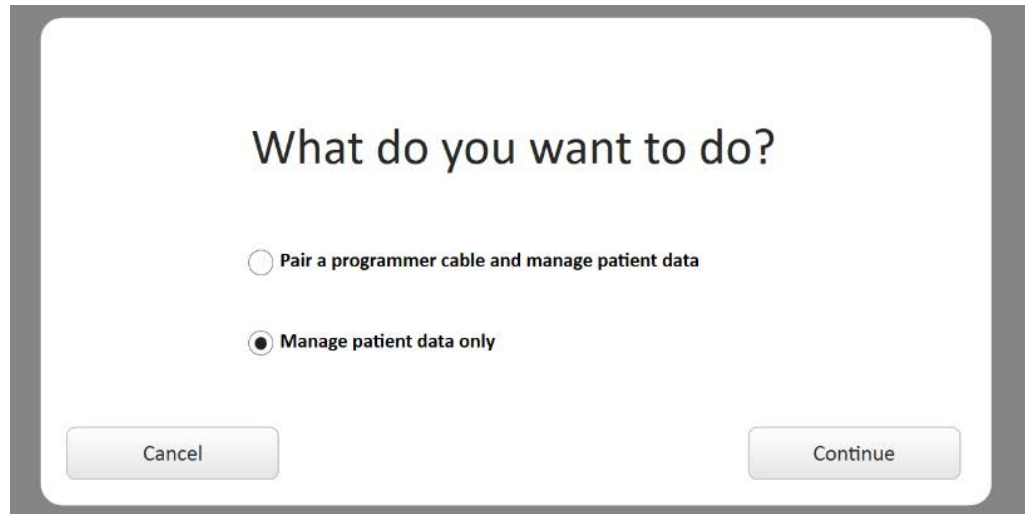 What do you want to do?
Pair a programmer cable and manage patient data
Manage patient data only
Cancel
Continue